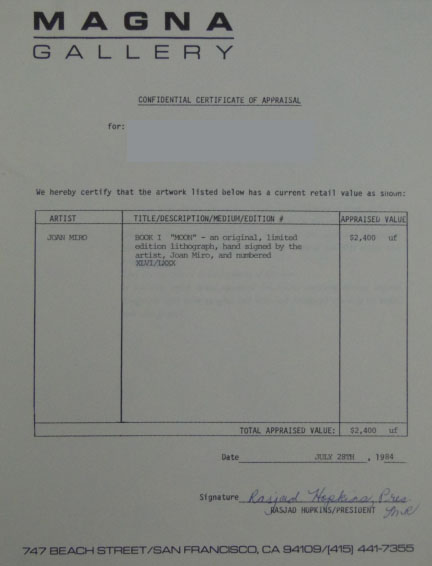 MAGNA
GALLERY
CONFIDENTIAL CERTIFICATE OF APPRAISAL
for:
We hereby certify that the artwork listed below has a current retail value as shown:
ARTIST TITLE/DESCRIPTION/MEDIUM/EDITION # APPRAISED VALUE
JOAN MIRO BOOK I "MOON" - an original, limited $2,400 uf
edition lithograph, hand signed by the
artist, Joan Miro, and numbered
XLVI/LXXX
TOTAL APPRAISED VALUE: $2,400 uf
Date JULY 28TH , 1984
Signature Rasjad Hopkins, Pres
RASJAD HOPKINS/PRESIDENT
747 BEACH STREET/SAN FRANCISCO, CA 94109/(415) 441-7355